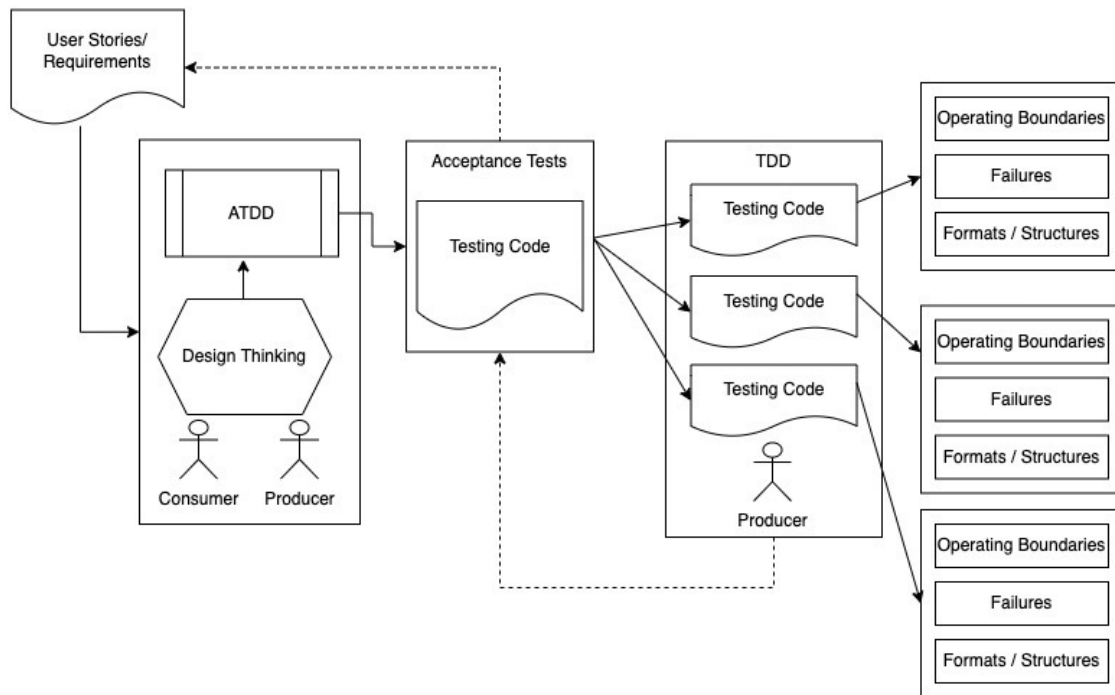 User Stories/
Requirements
ATDD
Design Thinking
Consumer
Producer
Acceptance Tests
Testing Code
TDD
Testing Code
Testing Code
Testing Code
Producer
Operating Boundaries
Failures
Formats / Structures
Operating Boundaries
Failures
Formats / Structures
Operating Boundaries
Failures
Formats / Structures